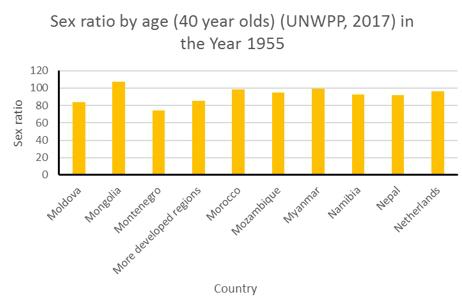 Sex ratio by age (40 year olds) (UNWPP, 2017) in
the Year 1955
120
100
80
60
40
20
0
Sex ratio
Moldova
Mongolia
Montenegro
More developed regions
Morocco
Mozambique
Myanmar
Namibia
Nepal
Netherlands
Country